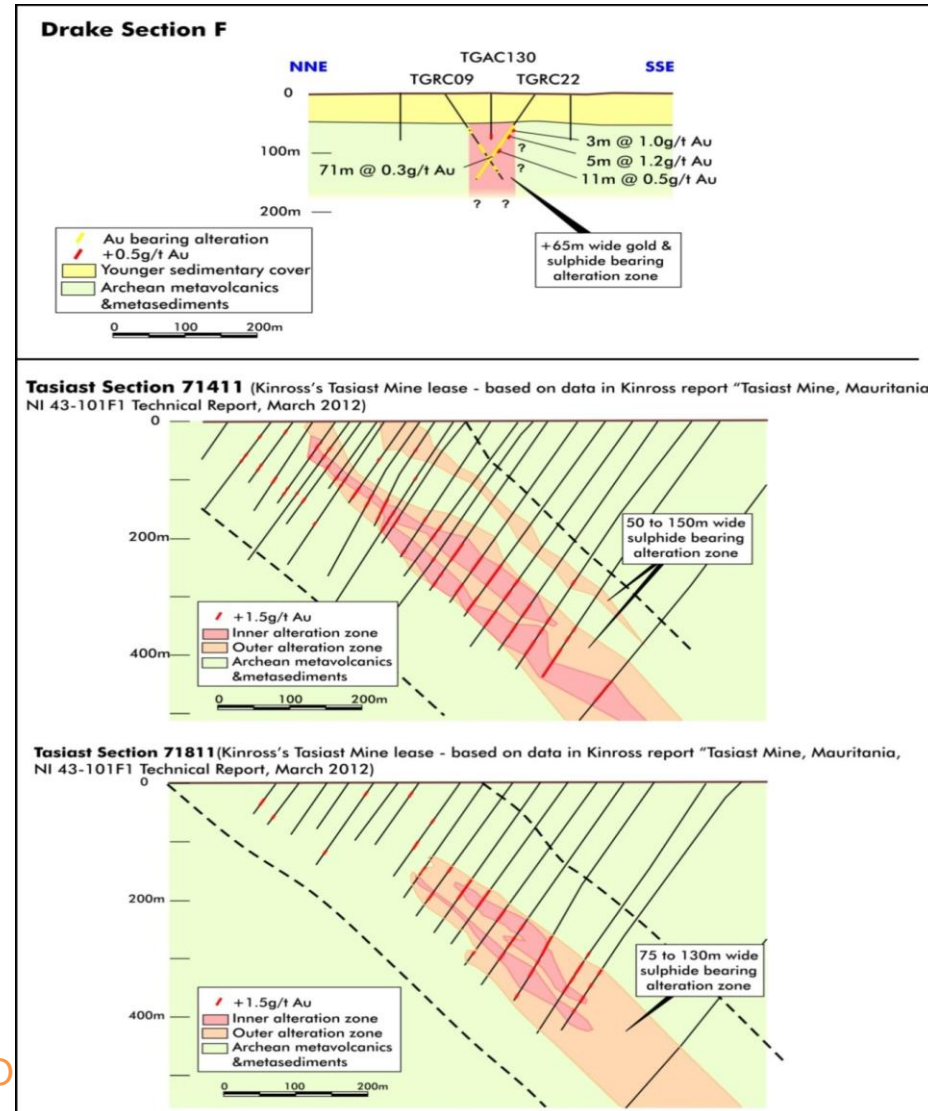 Drake Section F
NNE
TGAC130
SSE
TGRC09
TGRC22
0
100m
200m
71m @ 0.3g/t Au
3m @ 1.0g/t Au
5m @ 1.2g/t Au
11m @ 0.5g/t Au
?
?
?
?
+65m wide gold &
sulphide bearing
alteration zone
Au bearing alteration
+0.5g/t Au
Younger sedimentary cover
Archean metavolcanics
&metasediments
0 100 200m
Tasiast Section 71411 (Kinross's Tasiast Mine lease - based on data in Kinross report "Tasiast Mine, Mauritania
NI 43-101F1 Technical Report, March 2012)
0
200m
400m
50 to 150m wide
sulphide bearing
alteration zone
+1.5g/t Au
Inner alteration zone
Outer alteration zone
Archean metavolcanics
&metasediments
0 100 200m
Tasiast Section 71811(Kinross's Tasiast Mine lease - based on data in Kinross report "Tasiast Mine, Mauritania,
NI 43-101F1 Technical Report, March 2012)
0
200m
400m
75 to 130m wide
sulphide bearing
alteration zone
+1.5g/t Au
Inner alteration zone
Outer alteration zone
Archean metavolcanics
&metasediments
0 100 200m